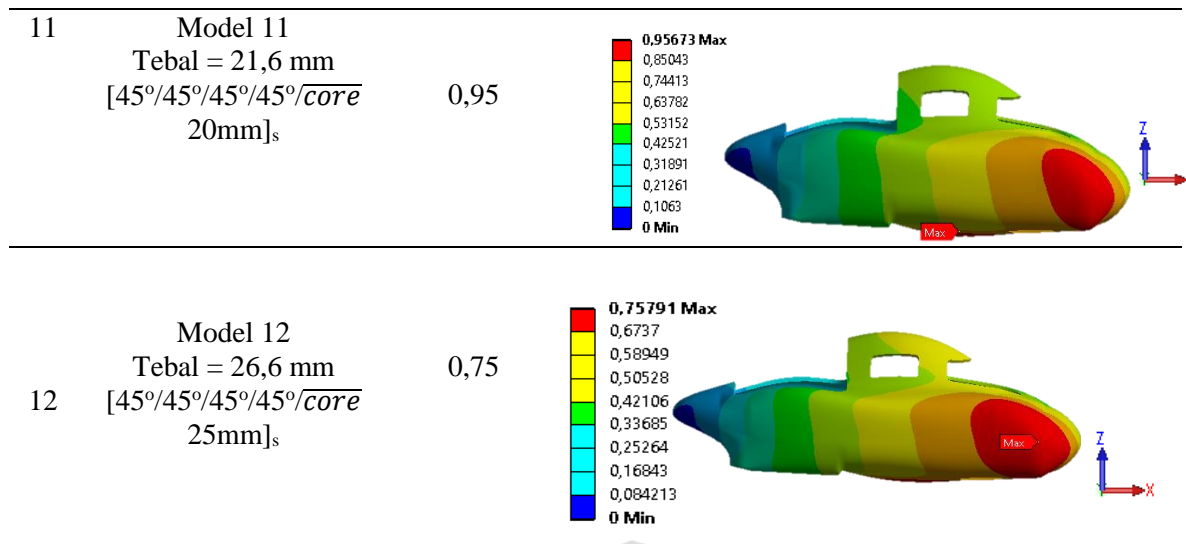 11
Model 11
Tebal = 21,6 mm
[45°/45°/45°/45°/c̅o̅r̅e̅
20mm]ₛ
0,95
0,95673 Max
0,85043
0,74413
0,63782
0,53152
0,42521
0,31891
0,21261
0,1063
0 Min
Max
Z
12
Model 12
Tebal = 26,6 mm
[45°/45°/45°/45°/c̅o̅r̅e̅
25mm]ₛ
0,75
0,75791 Max
0,6737
0,58949
0,50528
0,42106
0,33685
0,25264
0,16843
0,084213
0 Min
Max
Z
X